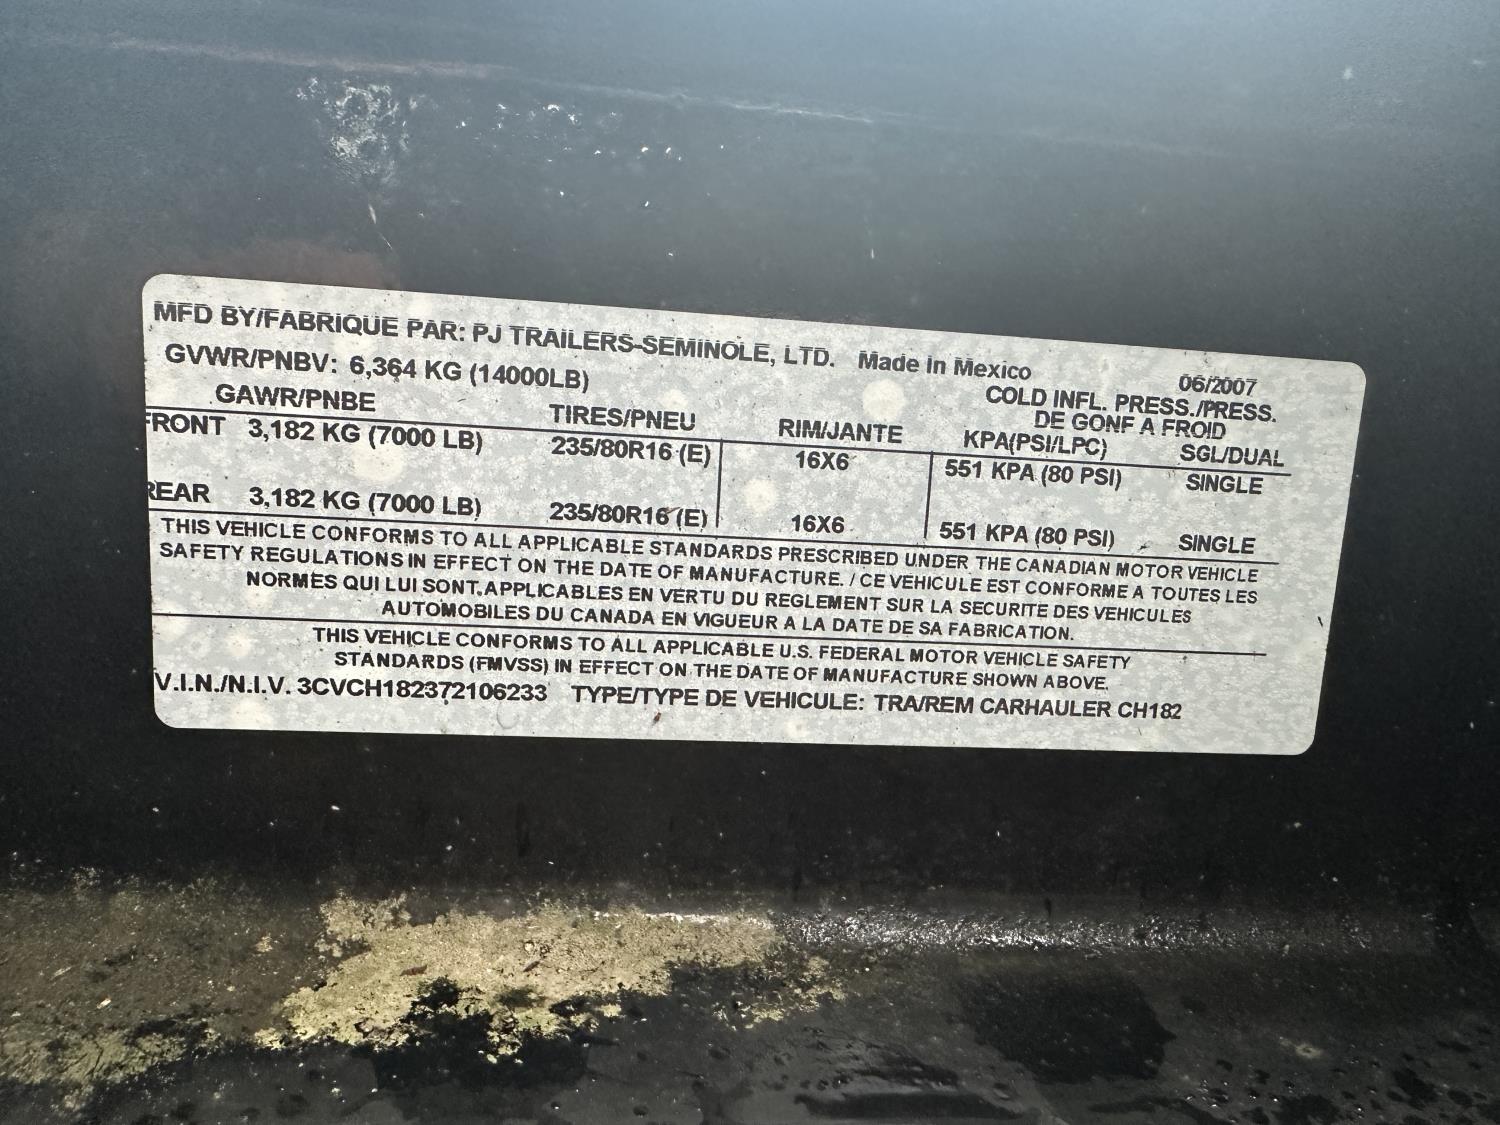 MFD BY/FABRIQUE PAR: PJ TRAILERS-SEMINOLE, LTD. Made in Mexico 06/2007
GVWR/PNBV: 6,364 KG (14000LB)
COLD INFL. PRESS./PRESS.
GAWR/PNBE TIRES/PNEU RIM/JANTE DE GONF A FROID
KPA(PSI/LPC) SGL/DUAL
FRONT 3,182 KG (7000 LB) 235/80R16 (E) 16X6 551 KPA (80 PSI) SINGLE
REAR 3,182 KG (7000 LB) 235/80R16 (E) 16X6 551 KPA (80 PSI) SINGLE
THIS VEHICLE CONFORMS TO ALL APPLICABLE STANDARDS PRESCRIBED UNDER THE CANADIAN MOTOR VEHICLE
SAFETY REGULATIONS IN EFFECT ON THE DATE OF MANUFACTURE. / CE VEHICULE EST CONFORME A TOUTES LES
NORMES QUI LUI SONT APPLICABLES EN VERTU DU REGLEMENT SUR LA SECURITE DES VEHICULES
AUTOMOBILES DU CANADA EN VIGUEUR A LA DATE DE SA FABRICATION.
THIS VEHICLE CONFORMS TO ALL APPLICABLE U.S. FEDERAL MOTOR VEHICLE SAFETY
STANDARDS (FMVSS) IN EFFECT ON THE DATE OF MANUFACTURE SHOWN ABOVE.
V.I.N./N.I.V. 3CVCH182372106233 TYPE/TYPE DE VEHICULE: TRA/REM CARHAULER CH182